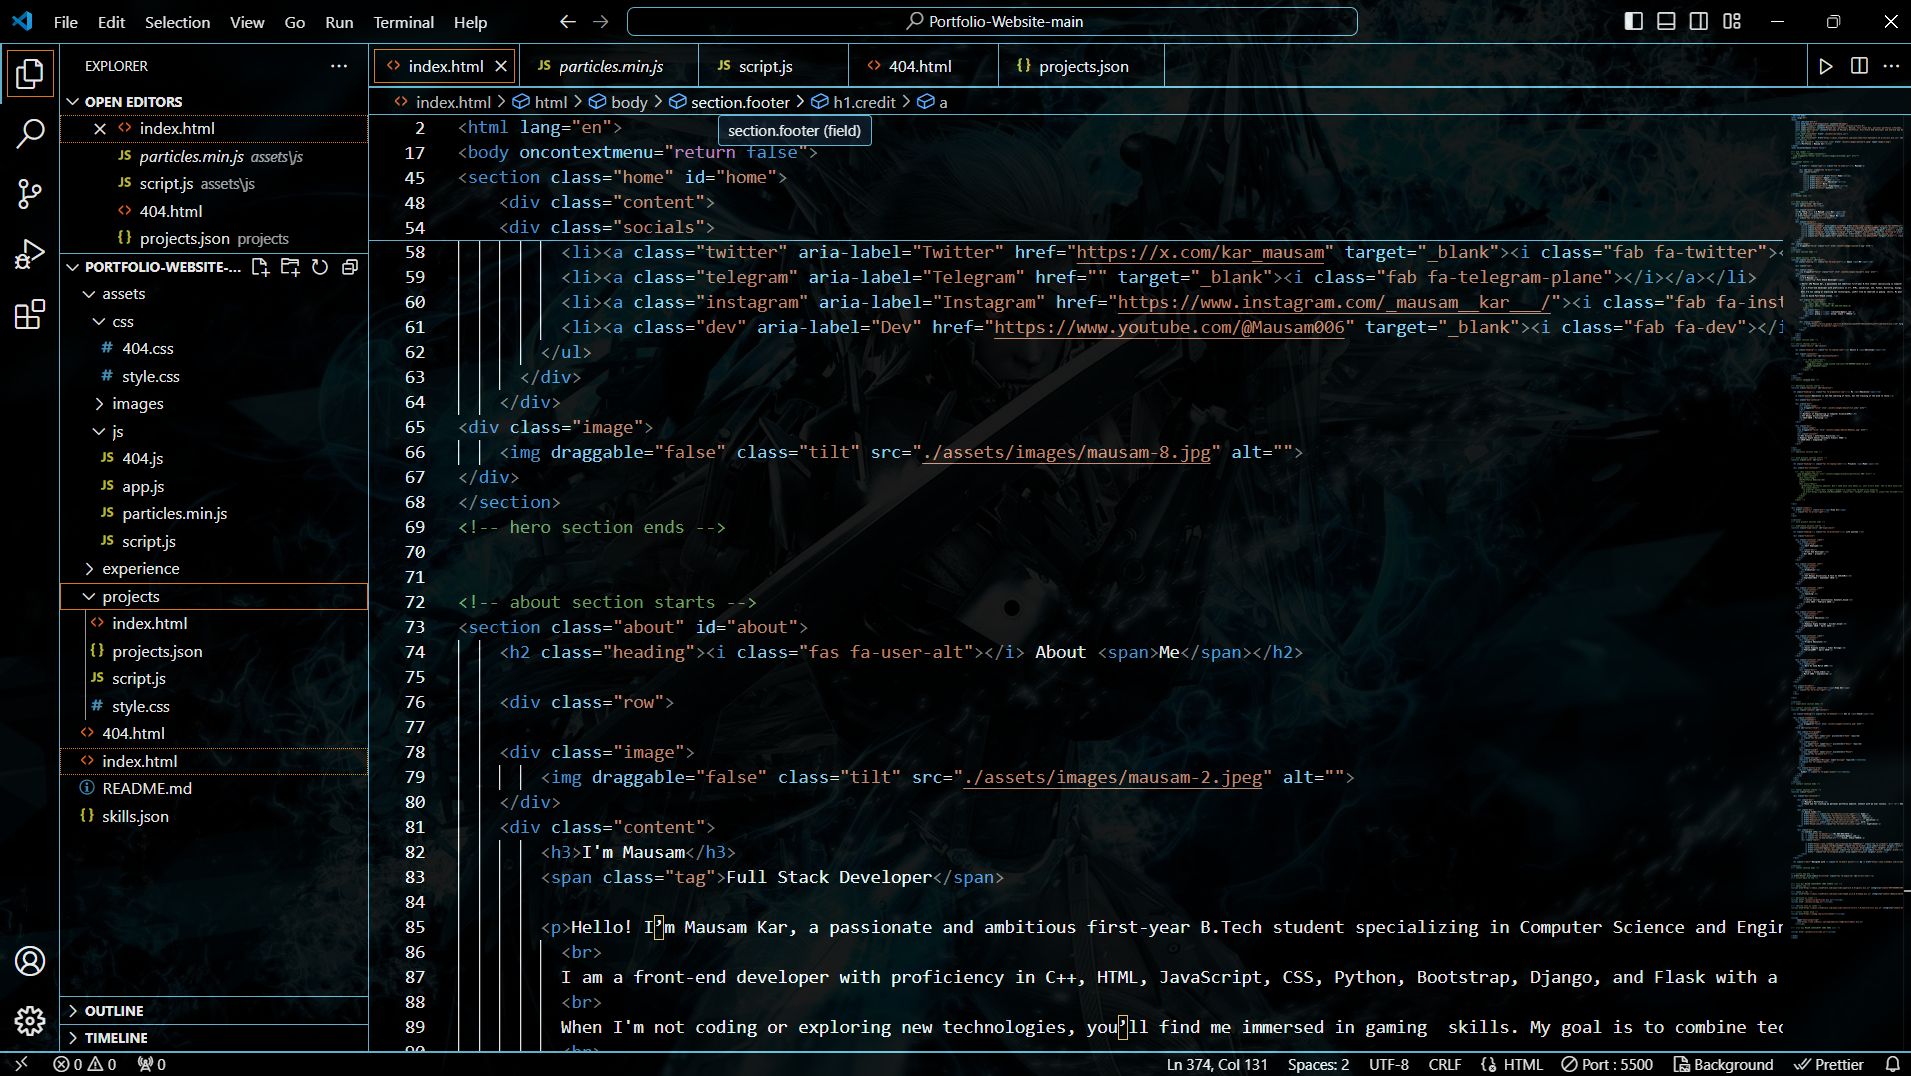 File Edit Selection View Go Run Terminal Help
Portfolio-Website-main
EXPLORER
OPEN EDITORS
index.html
particles.min.js assets\js
script.js assets\js
404.html
projects.json projects
PORTFOLIO-WEBSITE-...
assets
css
404.css
style.css
images
js
404.js
app.js
particles.min.js
script.js
experience
projects
index.html
projects.json
script.js
style.css
404.html
index.html
README.md
skills.json
OUTLINE
TIMELINE
index.html
particles.min.js
script.js
404.html
projects.json
index.html > html > body > section.footer > h1.credit > a
section.footer (field)
2 <html lang="en">
17 <body oncontextmenu="return false">
45 <section class="home" id="home">
48 <div class="content">
54 <div class="socials">
58 <li><a class="twitter" aria-label="Twitter" href="https://x.com/kar_mausam" target="_blank"><i class="fab fa-twitter"><
59 <li><a class="telegram" aria-label="Telegram" href="" target="_blank"><i class="fab fa-telegram-plane"></i></a></li>
60 <li><a class="instagram" aria-label="Instagram" href="https://www.instagram.com/_mausam__kar___/"><i class="fab fa-inst
61 <li><a class="dev" aria-label="Dev" href="https://www.youtube.com/@Mausam006" target="_blank"><i class="fab fa-dev"></i
62 </ul>
63 </div>
64 </div>
65 <div class="image">
66 <img draggable="false" class="tilt" src="./assets/images/mausam-8.jpg" alt="">
67 </div>
68 </section>
69 <!-- hero section ends -->
70
71
72 <!-- about section starts -->
73 <section class="about" id="about">
74 <h2 class="heading"><i class="fas fa-user-alt"></i> About <span>Me</span></h2>
75
76 <div class="row">
77
78 <div class="image">
79 <img draggable="false" class="tilt" src="./assets/images/mausam-2.jpeg" alt="">
80 </div>
81 <div class="content">
82 <h3>I'm Mausam</h3>
83 <span class="tag">Full Stack Developer</span>
84
85 <p>Hello! I’m Mausam Kar, a passionate and ambitious first-year B.Tech student specializing in Computer Science and Engir
86 <br>
87 I am a front-end developer with proficiency in C++, HTML, JavaScript, CSS, Python, Bootstrap, Django, and Flask with a
88 <br>
89 When I'm not coding or exploring new technologies, you’ll find me immersed in gaming skills. My goal is to combine tec
0 0 0
Ln 374, Col 131 Spaces: 2 UTF-8 CRLF HTML Port : 5500 Background Prettier